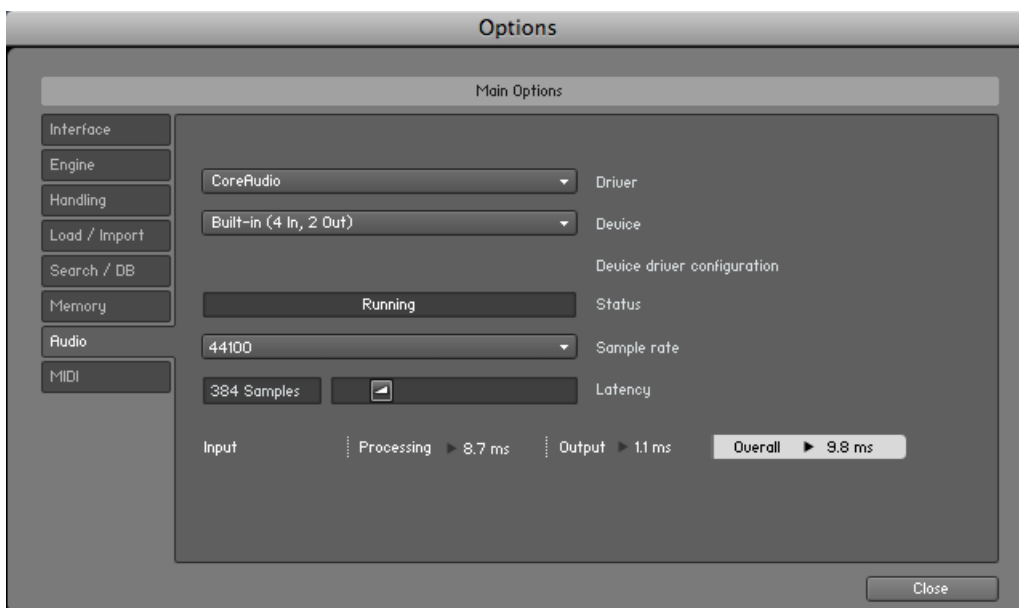 Options
Main Options
Interface
Engine
Handling
Load / Import
Search / DB
Memory
Audio
MIDI
CoreAudio Driver
Built-in (4 In, 2 Out) Device
Device driver configuration
Running Status
44100 Sample rate
384 Samples Latency
Input Processing 8.7 ms Output 1.1 ms Overall 9.8 ms
Close